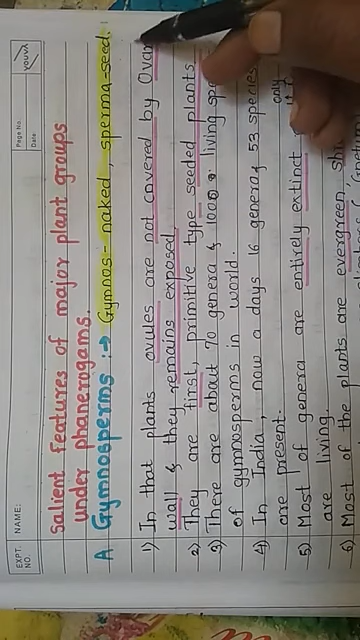 EXPT. NO.
NAME:
Page No.
Date
YOUVA
Salient features of major plant groups
under phanerogams.
A Gymnosperms :→ Gymnos:- naked, sperma-seed.
1) In that plants ovules are not covered by Ovary
wall & they remains exposed
2) They are first, primitive type seeded plants.
3) There are about 70 genera & 1000 living
of gymnosperms in world.
4) In India, now a days 16 genera & 53 species
are present.
5) Most of genera are entirely extinct only
are living.
6) Most of the plants are evergreen